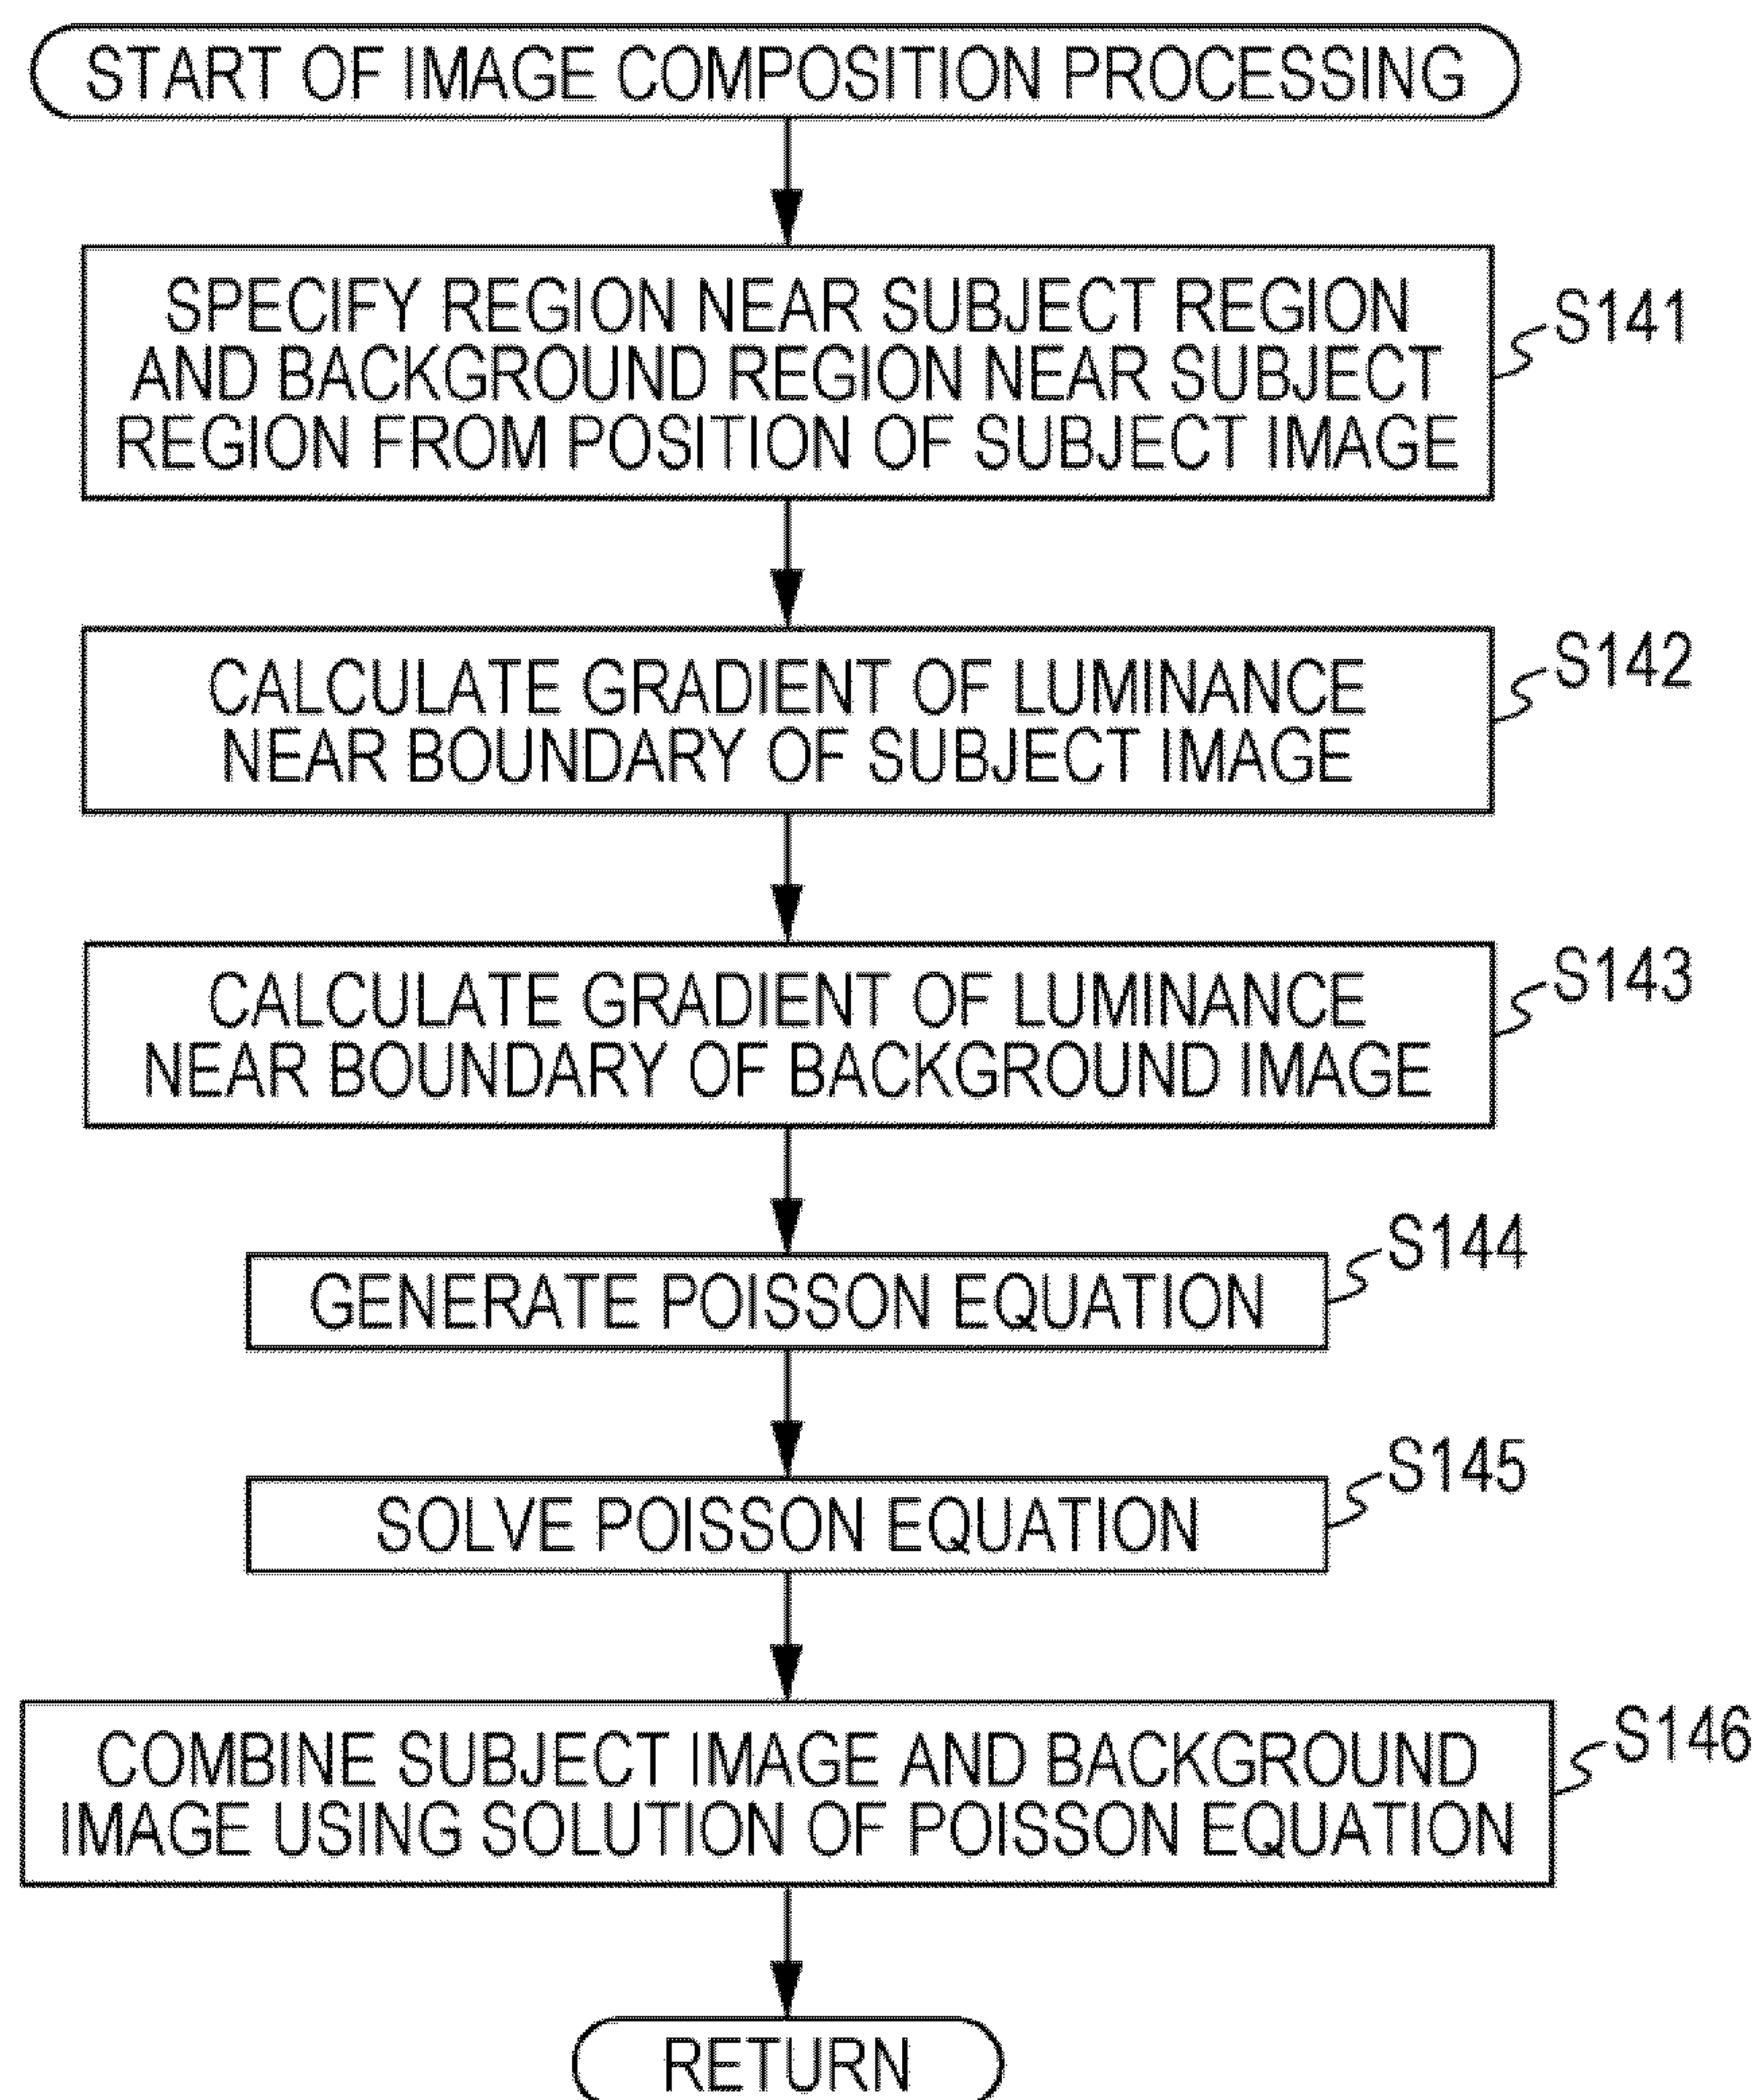 START OF IMAGE COMPOSITION PROCESSING
SPECIFY REGION NEAR SUBJECT REGION
AND BACKGROUND REGION NEAR SUBJECT
REGION FROM POSITION OF SUBJECT IMAGE
S141
CALCULATE GRADIENT OF LUMINANCE
NEAR BOUNDARY OF SUBJECT IMAGE
S142
CALCULATE GRADIENT OF LUMINANCE
NEAR BOUNDARY OF BACKGROUND IMAGE
S143
GENERATE POISSON EQUATION
S144
SOLVE POISSON EQUATION
S145
COMBINE SUBJECT IMAGE AND BACKGROUND
IMAGE USING SOLUTION OF POISSON EQUATION
S146
RETURN